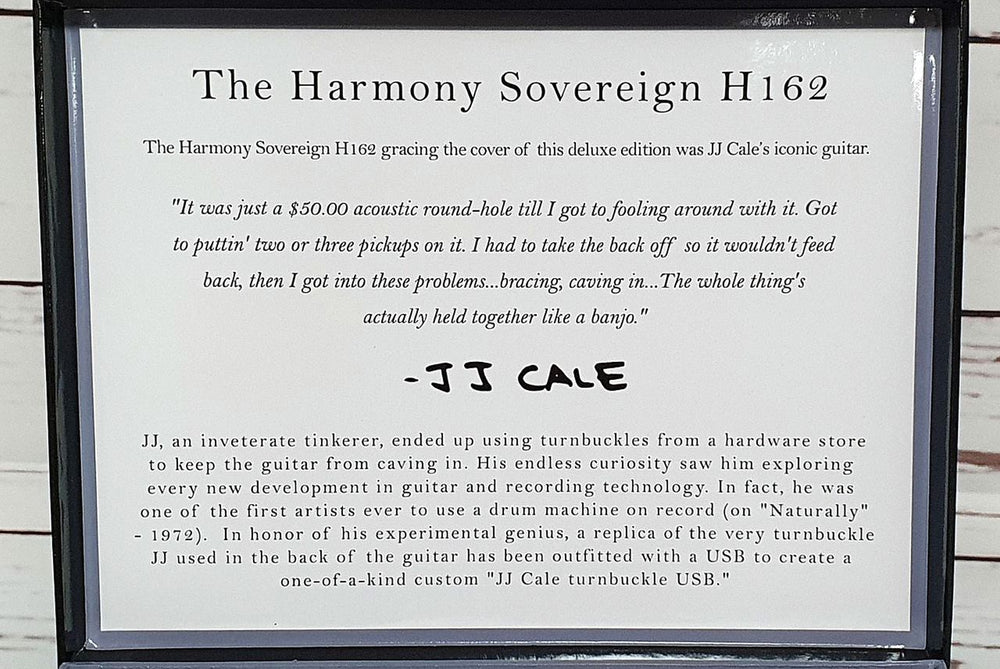 The Harmony Sovereign H162
The Harmony Sovereign H162 gracing the cover of this deluxe edition was JJ Cale's iconic guitar.
"It was just a $50.00 acoustic round-hole till I got to fooling around with it. Got
to puttin' two or three pickups on it. I had to take the back off so it wouldn't feed
back, then I got into these problems...bracing, caving in...The whole thing's
actually held together like a banjo."
-JJ CALE
JJ, an inveterate tinkerer, ended up using turnbuckles from a hardware store
to keep the guitar from caving in. His endless curiosity saw him exploring
every new development in guitar and recording technology. In fact, he was
one of the first artists ever to use a drum machine on record (on "Naturally"
- 1972). In honor of his experimental genius, a replica of the very turnbuckle
JJ used in the back of the guitar has been outfitted with a USB to create a
one-of-a-kind custom "JJ Cale turnbuckle USB."